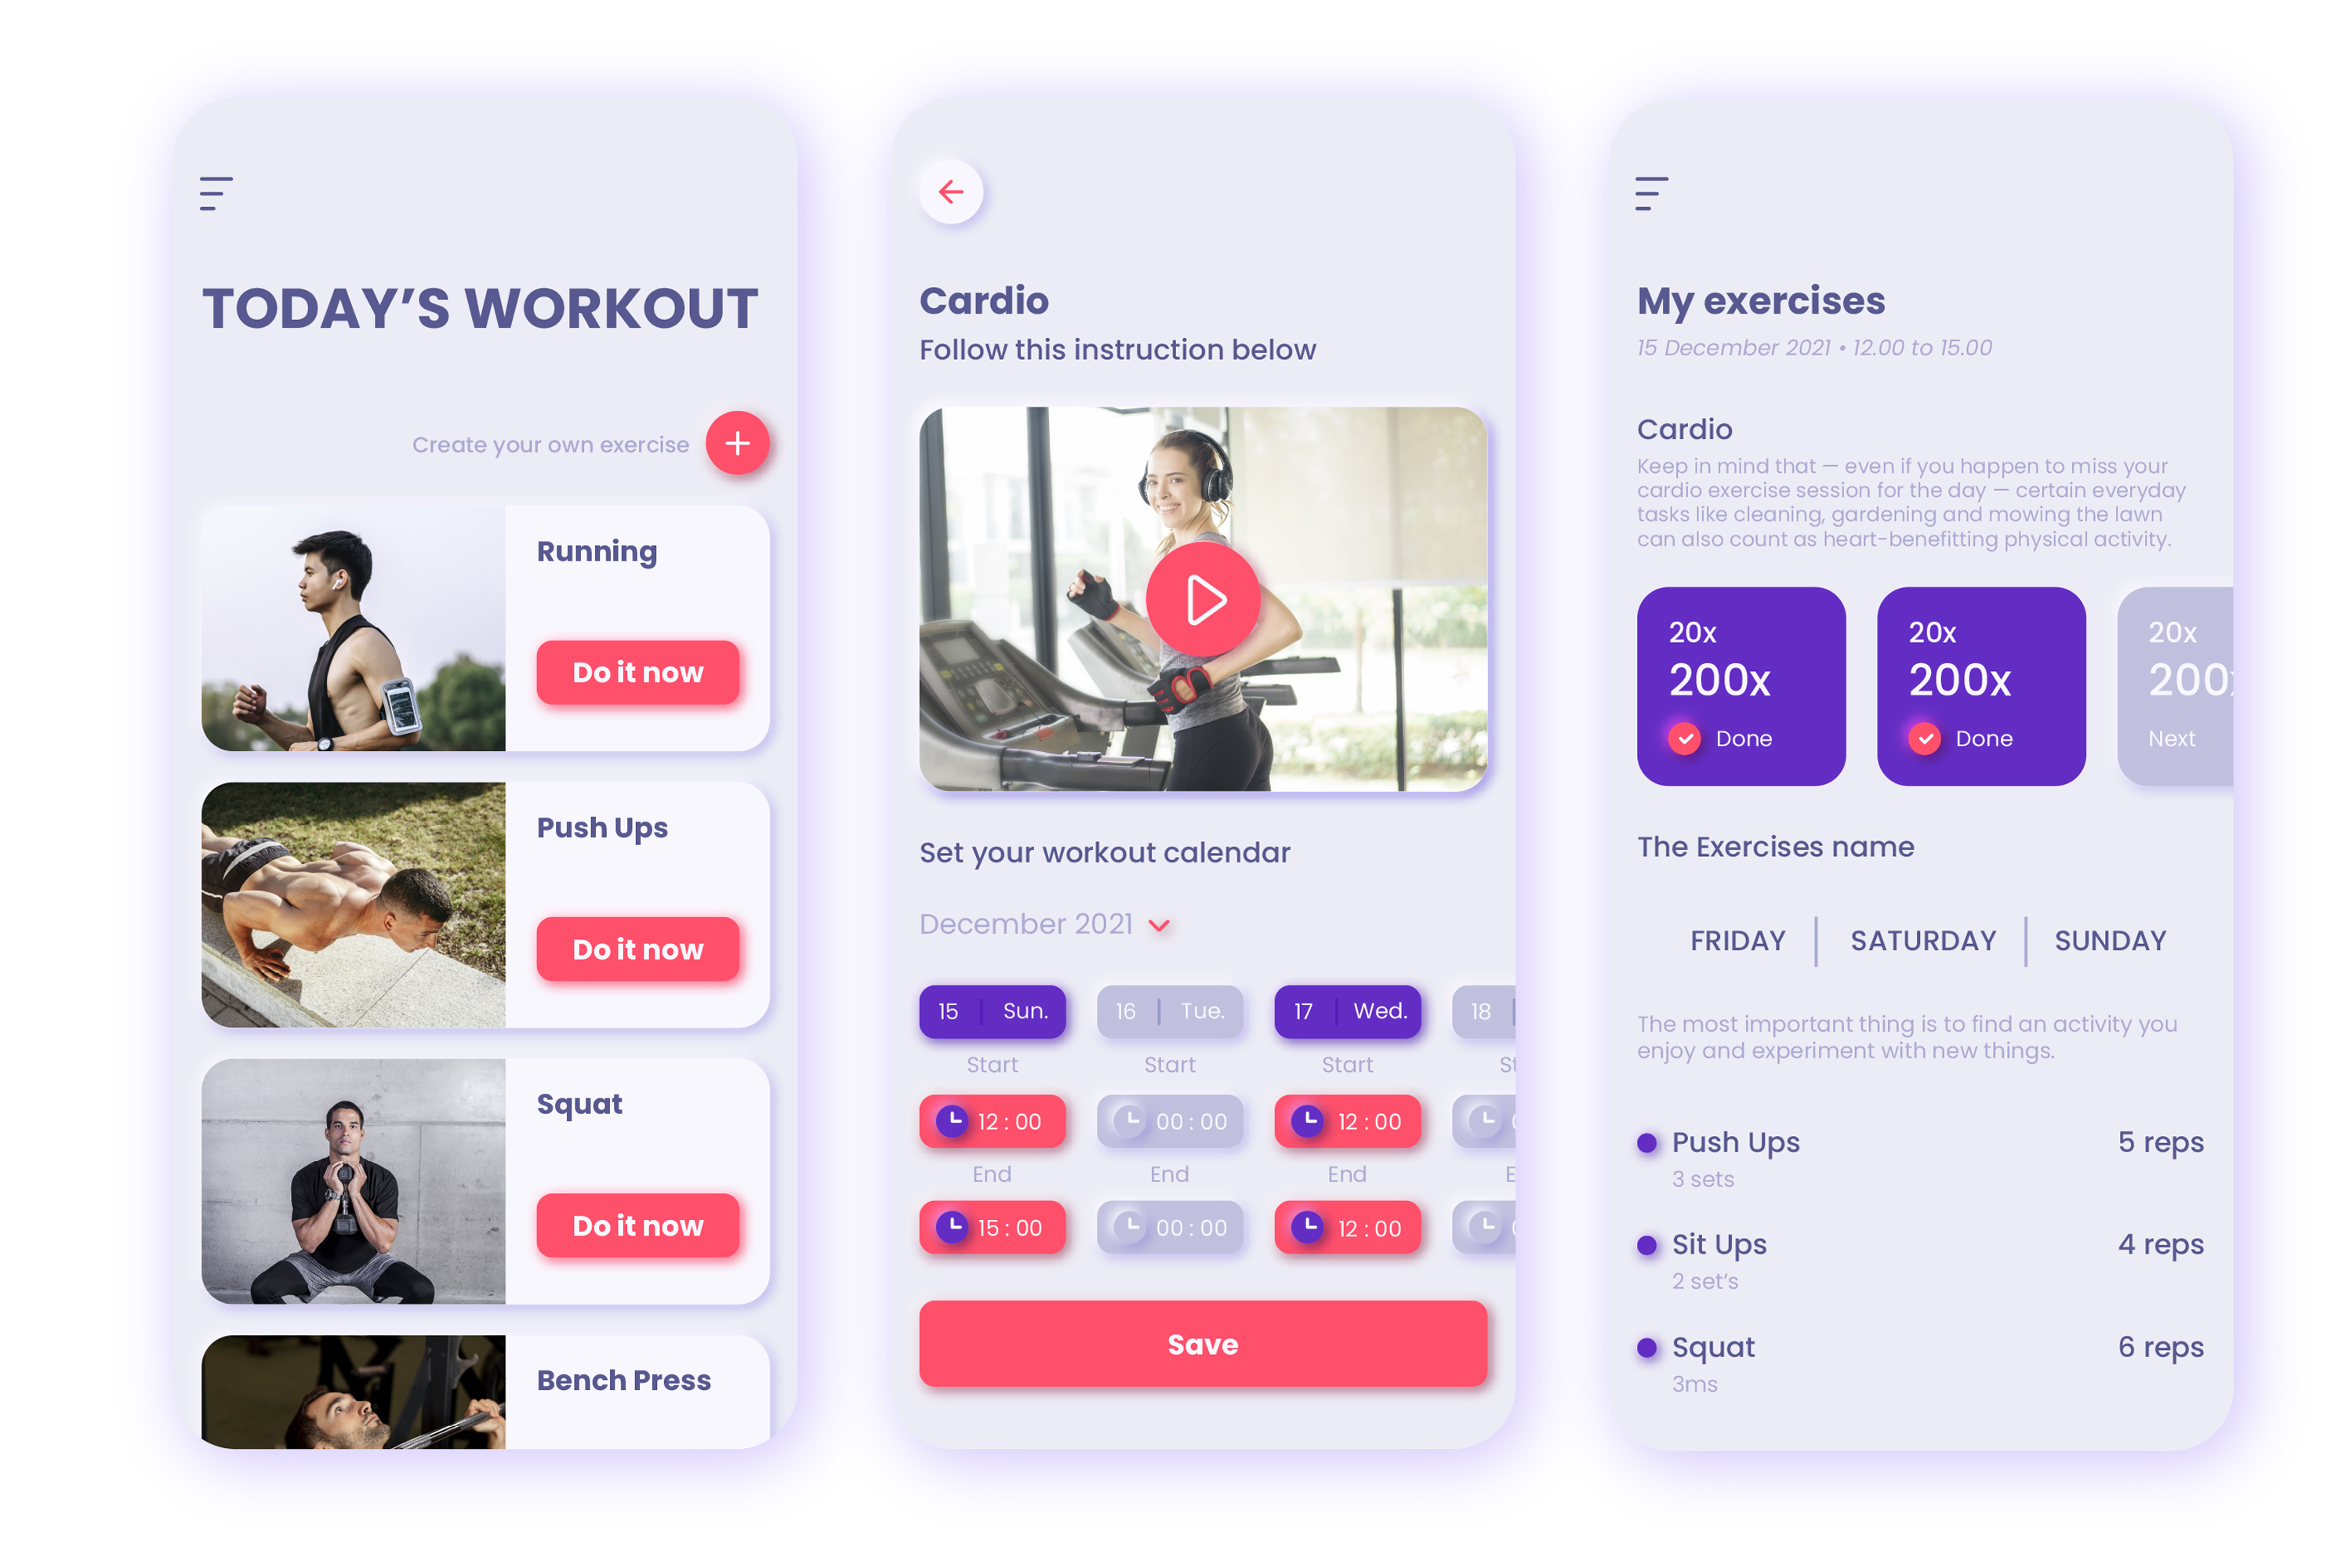 TODAY’S WORKOUT
Create your own exercise
Running
Do it now
Push Ups
Do it now
Squat
Do it now
Bench Press
Cardio
Follow this instruction below
Set your workout calendar
December 2021
15 Sun. 16 Tue. 17 Wed. 18
Start Start Start
12 : 00 00 : 00 12 : 00
End End End
15 : 00 00 : 00 12 : 00
Save
My exercises
15 December 2021 • 12.00 to 15.00
Cardio
Keep in mind that — even if you happen to miss your
cardio exercise session for the day — certain everyday
tasks like cleaning, gardening and mowing the lawn
can also count as heart-benefitting physical activity.
20x 20x 20x
200x 200x 200x
Done Done Next
The Exercises name
FRIDAY SATURDAY SUNDAY
The most important thing is to find an activity you
enjoy and experiment with new things.
Push Ups 5 reps
3 sets
Sit Ups 4 reps
2 set’s
Squat 6 reps
3ms